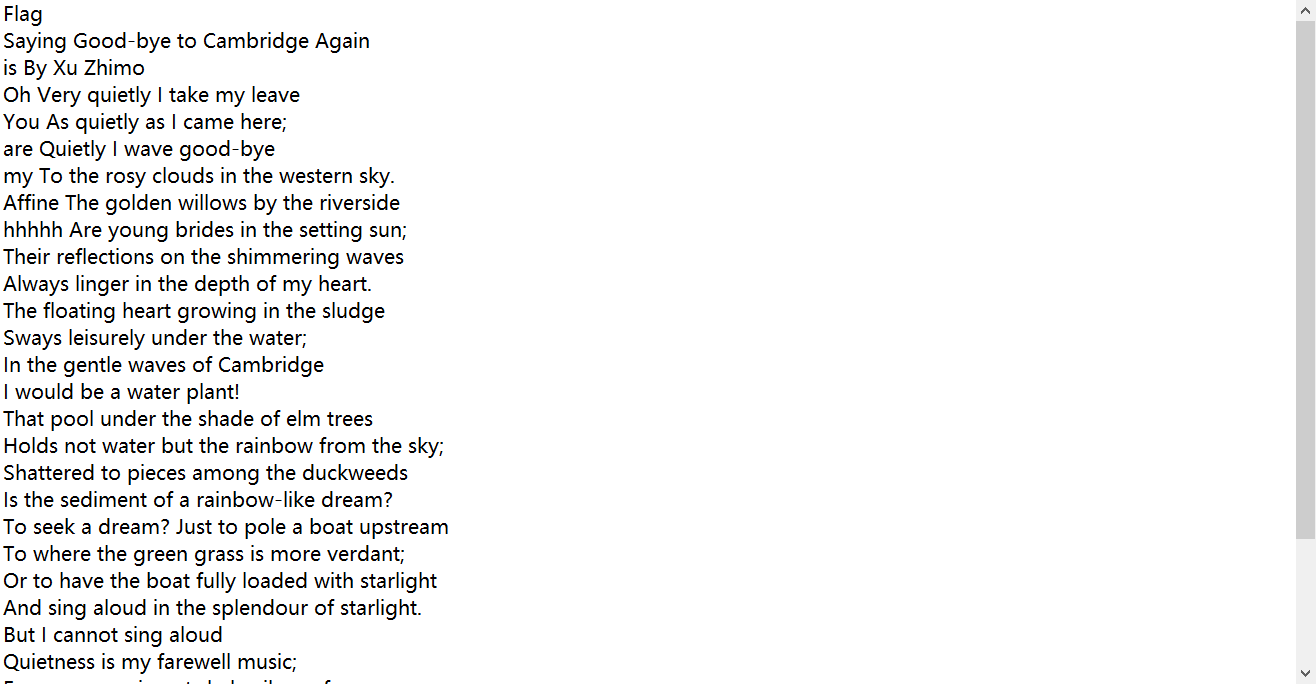 Flag
Saying Good-bye to Cambridge Again
is By Xu Zhimo
Oh Very quietly I take my leave
You As quietly as I came here;
are Quietly I wave good-bye
my To the rosy clouds in the western sky.
Affine The golden willows by the riverside
hhhhh Are young brides in the setting sun;
Their reflections on the shimmering waves
Always linger in the depth of my heart.
The floating heart growing in the sludge
Sways leisurely under the water;
In the gentle waves of Cambridge
I would be a water plant!
That pool under the shade of elm trees
Holds not water but the rainbow from the sky;
Shattered to pieces among the duckweeds
Is the sediment of a rainbow-like dream?
To seek a dream? Just to pole a boat upstream
To where the green grass is more verdant;
Or to have the boat fully loaded with starlight
And sing aloud in the splendour of starlight.
But I cannot sing aloud
Quietness is my farewell music;